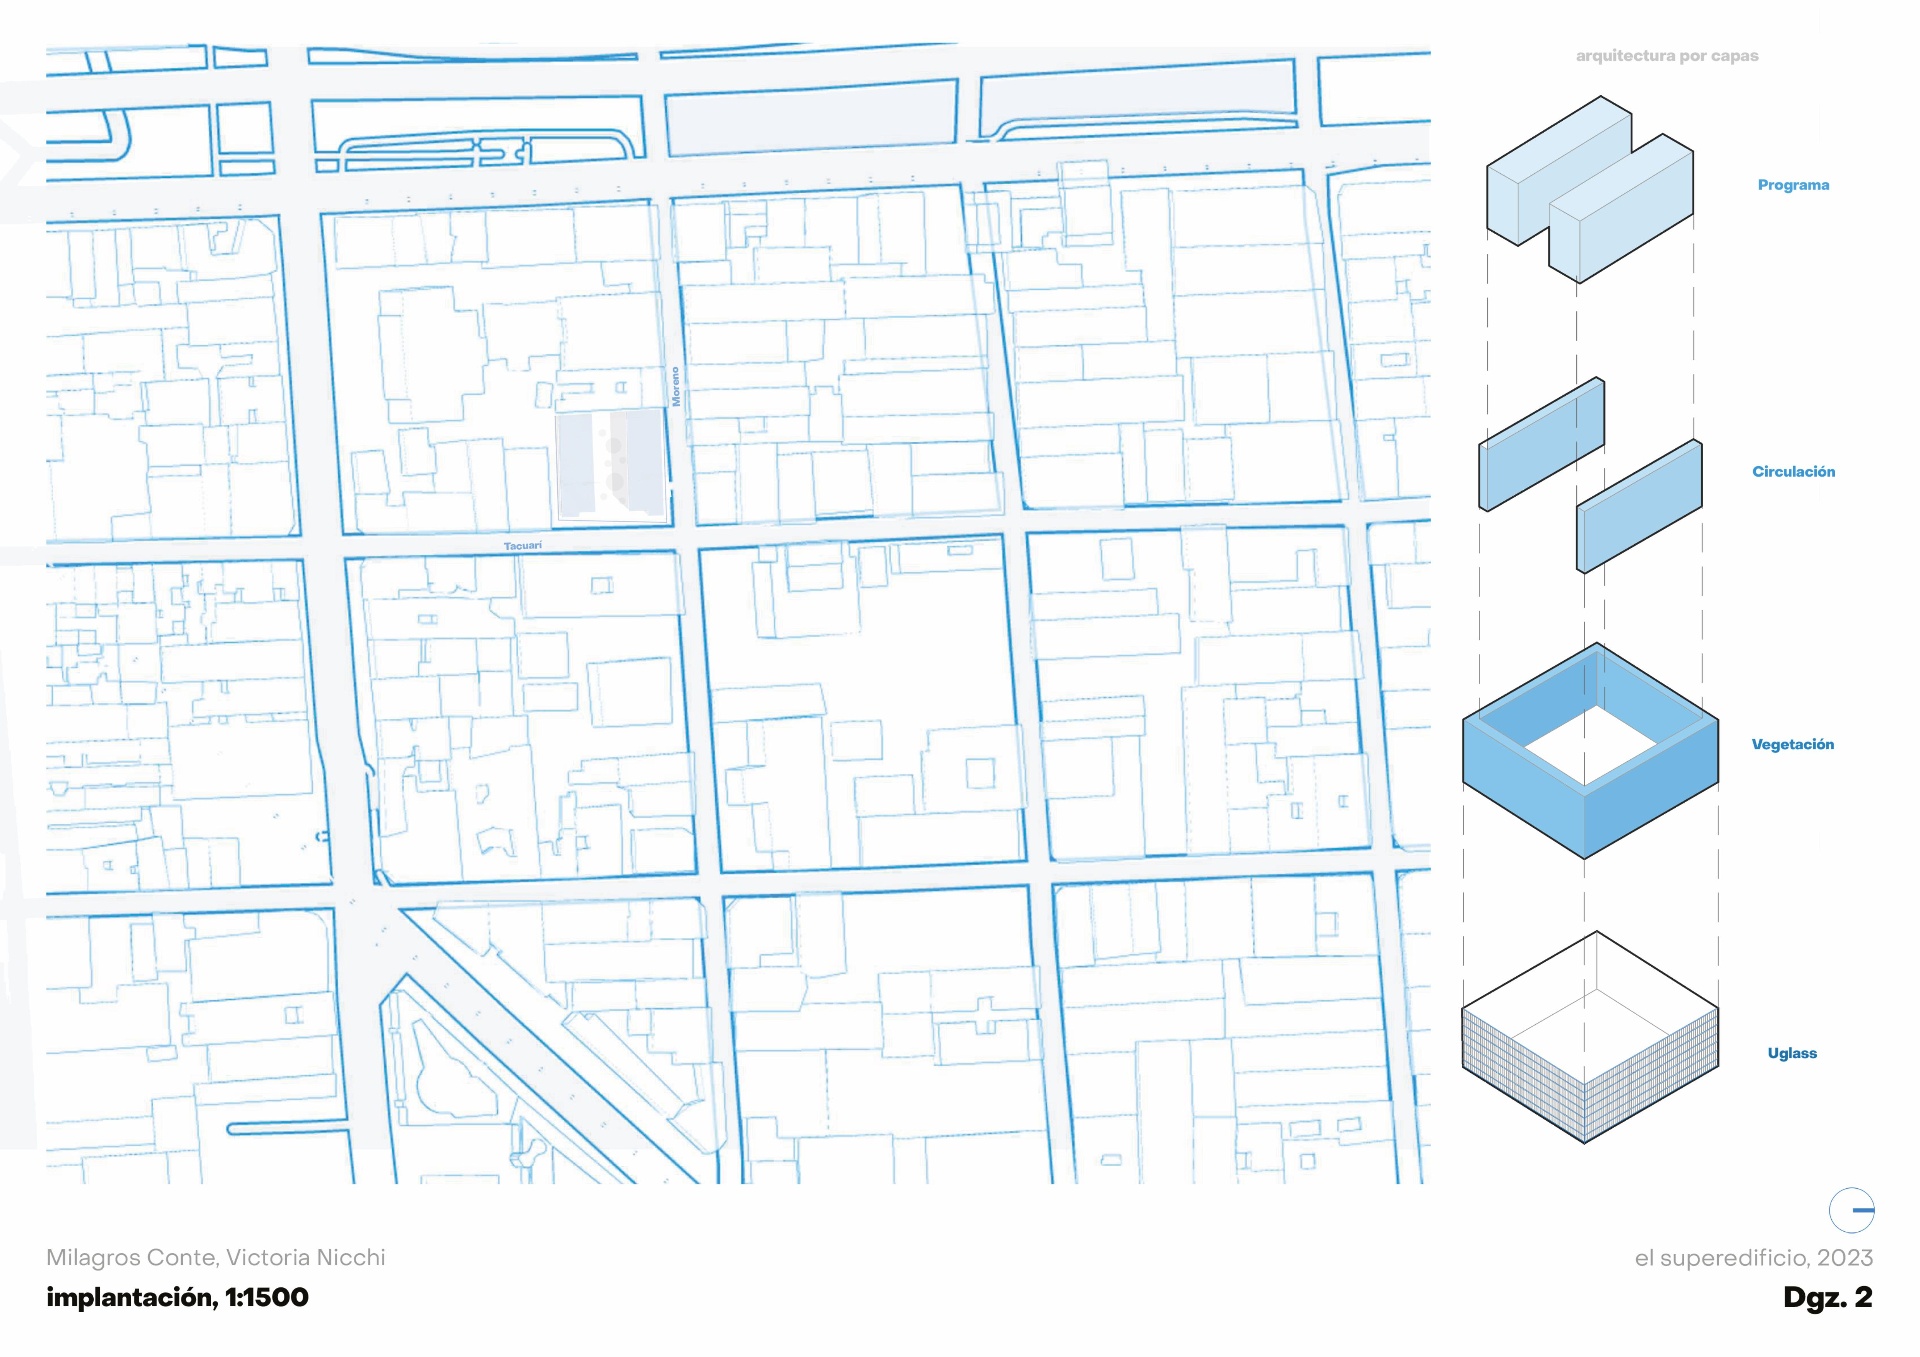 arquitectura por capas
Programa
Moreno
Circulación
Tacuarí
Vegetación
Uglass
Milagros Conte, Victoria Nicchi
implantación, 1:1500
el superedificio, 2023
Dgz. 2